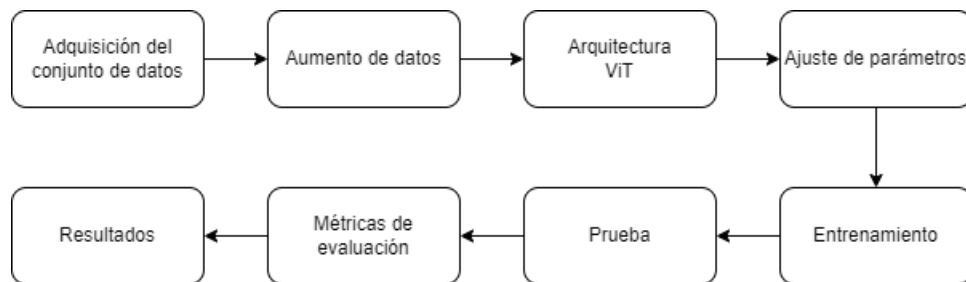 Adquisición del
conjunto de datos
Aumento de datos
Arquitectura
ViT
Ajuste de parámetros
Entrenamiento
Prueba
Métricas de
evaluación
Resultados